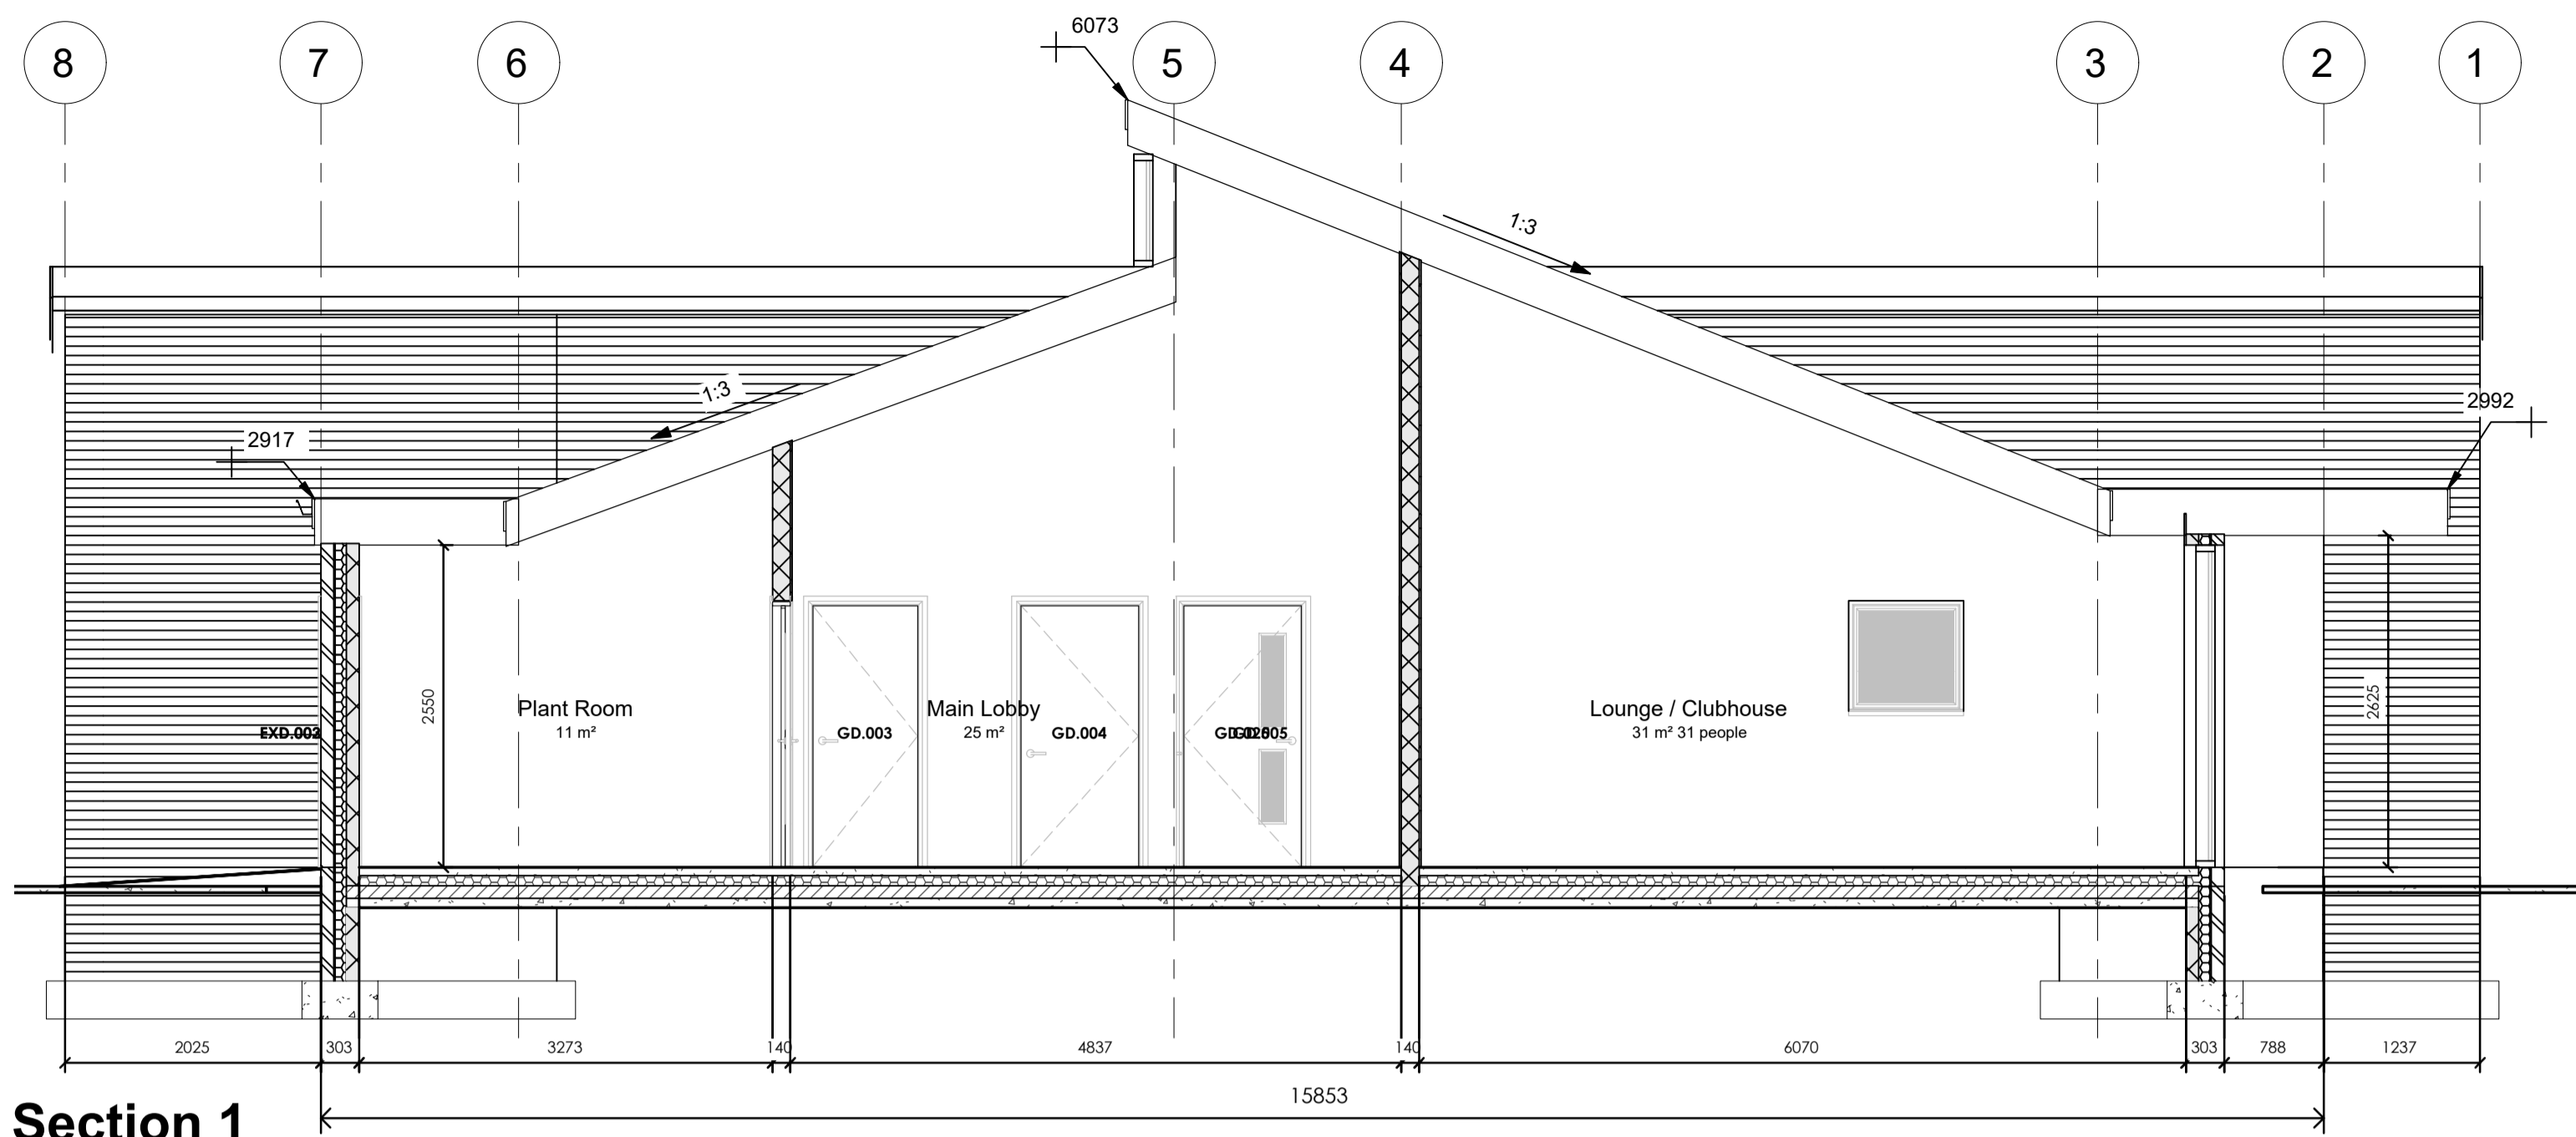 6073
8 7 6 5 4 3 2 1
1:3
1:3
2992
2917
2550
2625
Plant Room
11 m²
Main Lobby
25 m²
Lounge / Clubhouse
31 m² 31 people
EXD.002
GD.003
GD.004
GD.005
2025 303 3273 140 4837 140 6070 303 788 1237
15853
Section 1